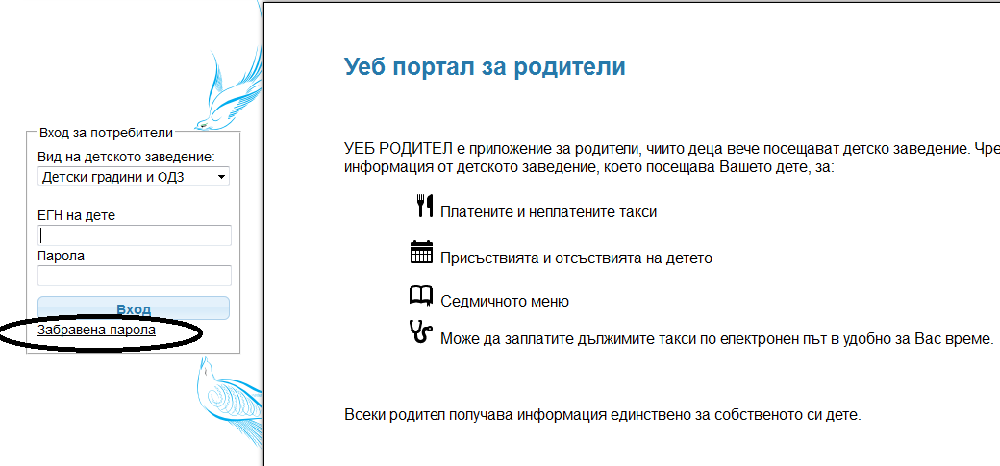 Вход за потребители
Вид на детското заведение:
Детски градини и ОДЗ
ЕГН на дете
Парола
Вход
Забравена парола
Уеб портал за родители
УЕБ РОДИТЕЛ е приложение за родители, чиито деца вече посещават детско заведение. Чре
информация от детското заведение, което посещава Вашето дете, за:
Платените и неплатените такси
Присъствията и отсъствията на детето
Седмичното меню
Може да заплатите дължимите такси по електронен път в удобно за Вас време.
Всеки родител получава информация единствено за собственото си дете.